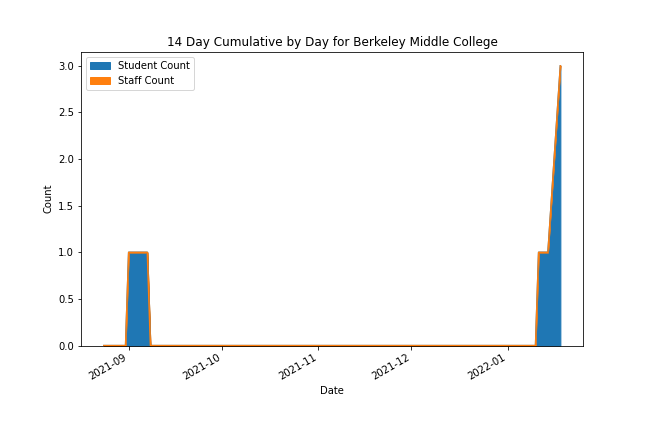 14 Day Cumulative by Day for Berkeley Middle College
Student Count
Staff Count
3.0
2.5
2.0
1.5
1.0
0.5
0.0
Count
2021-09
2021-10
2021-11
2021-12
2022-01
Date